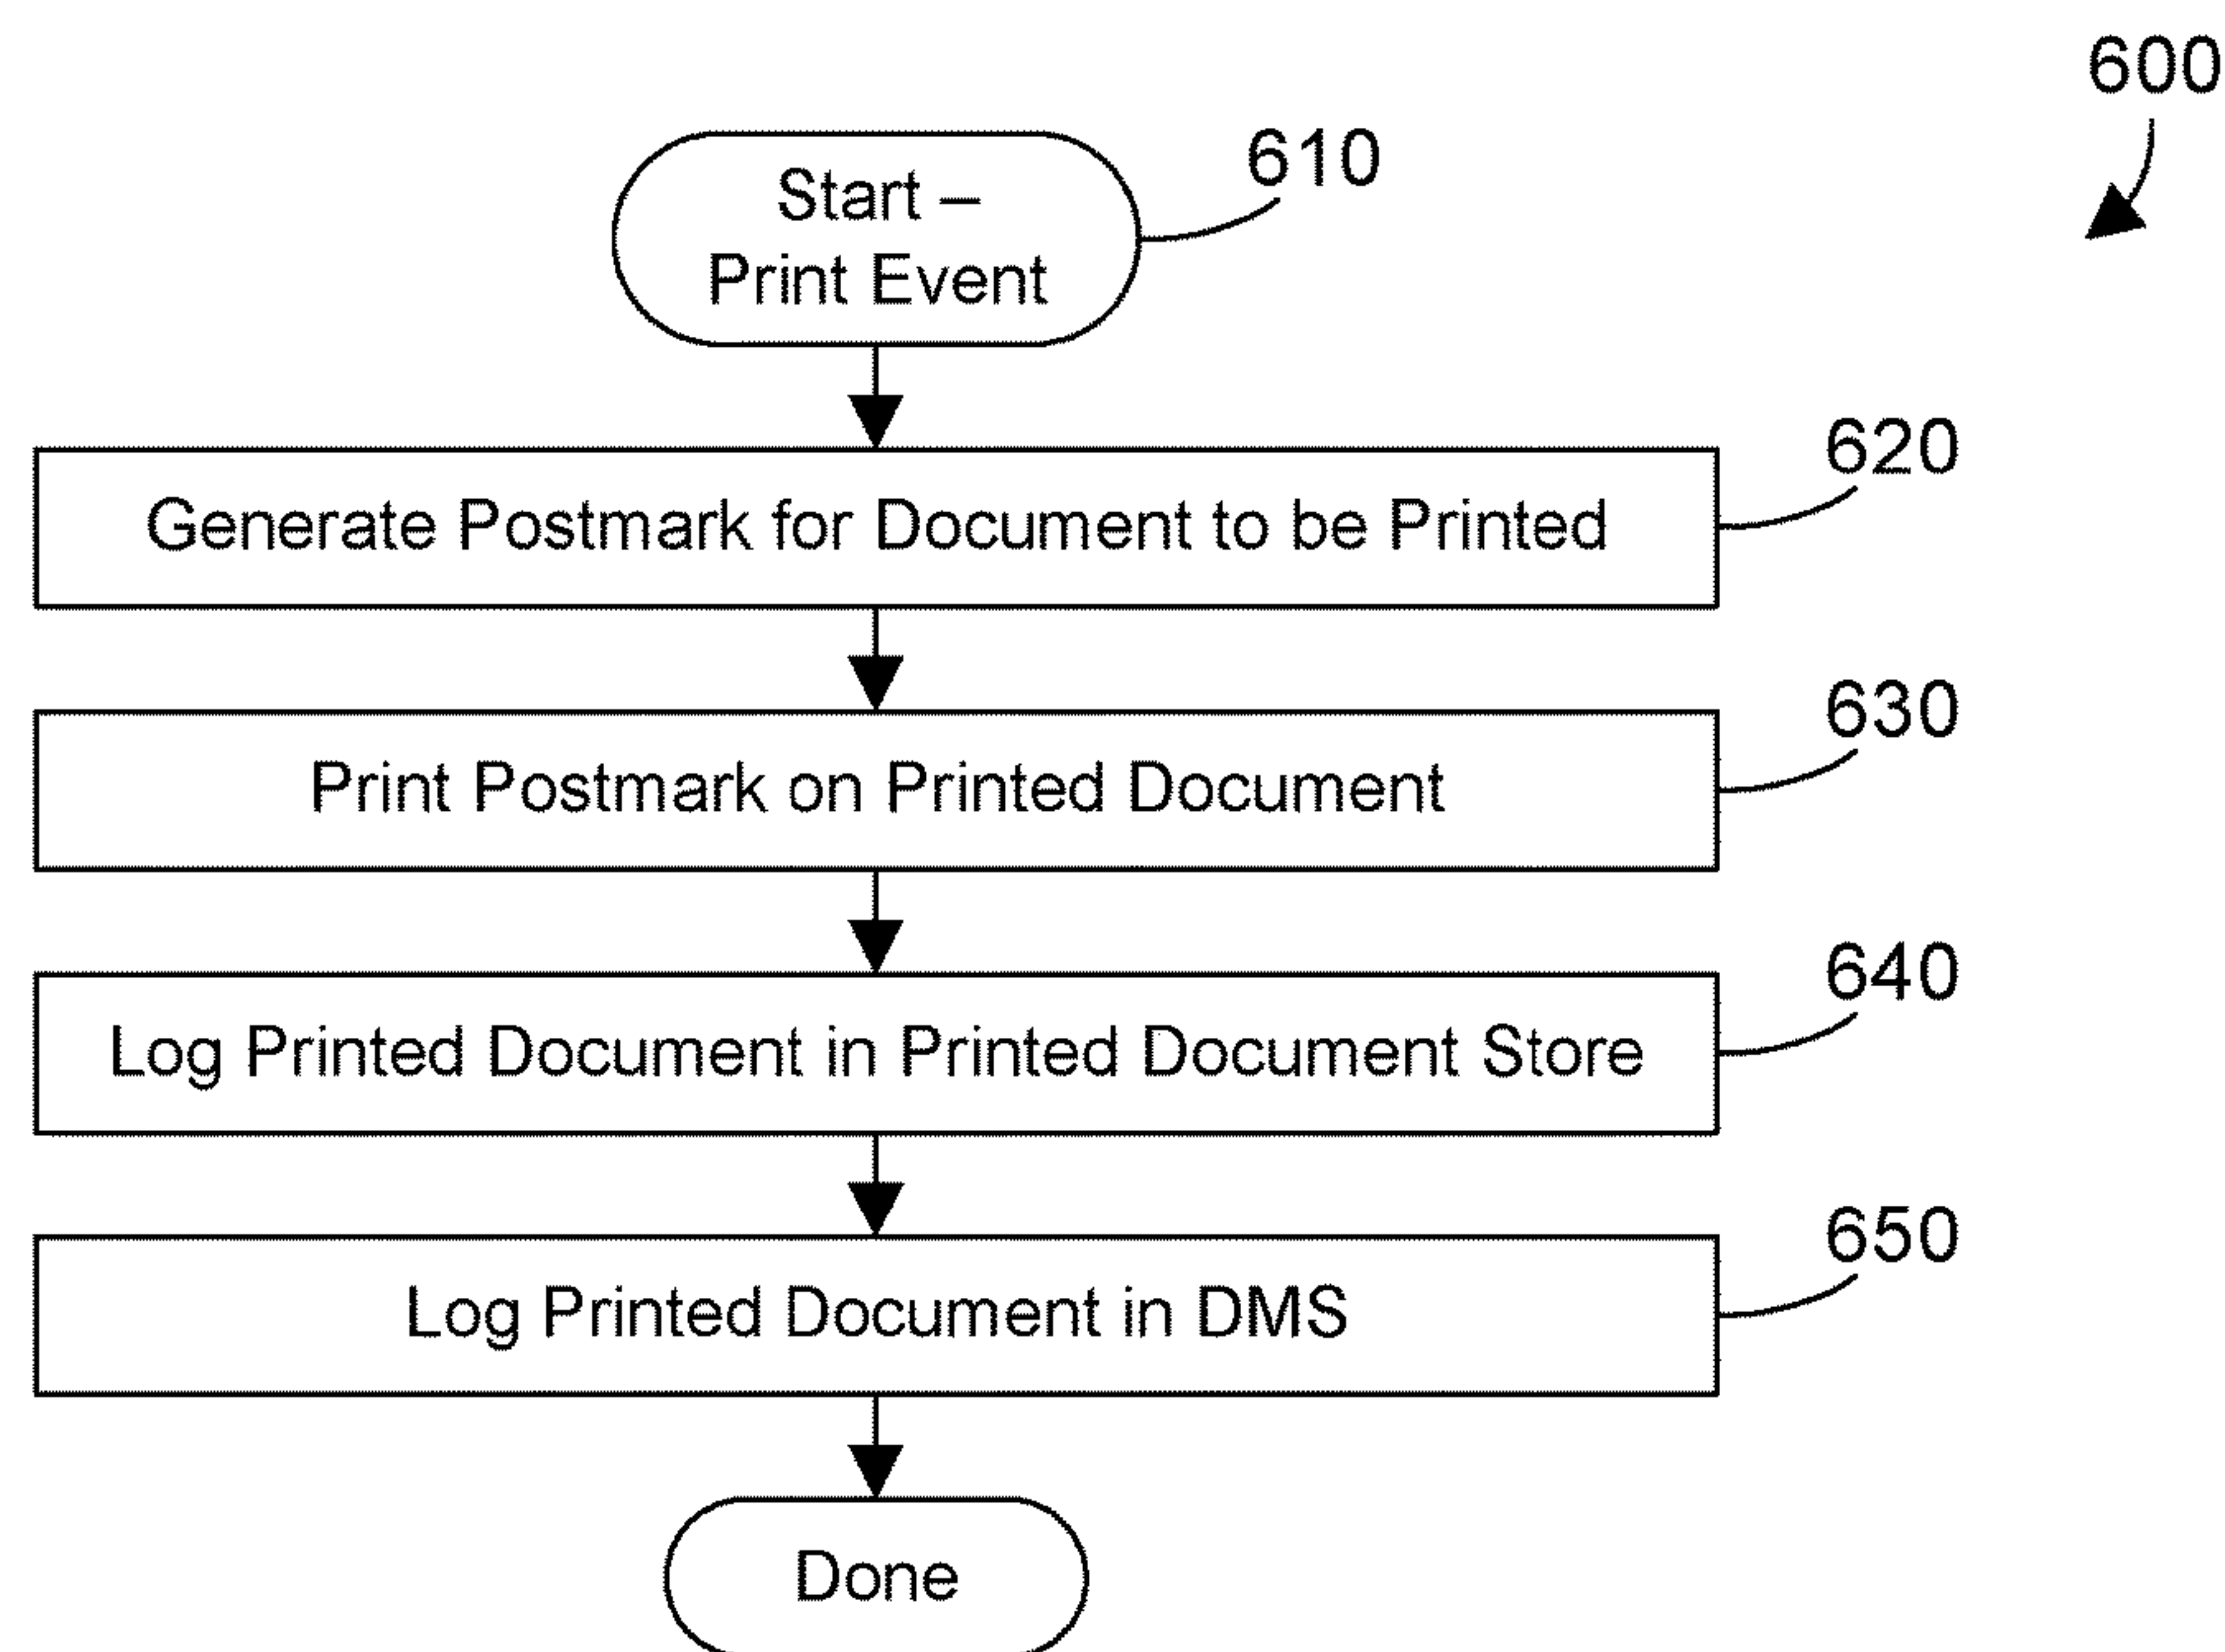 600
610
Start –
Print Event
620
Generate Postmark for Document to be Printed
630
Print Postmark on Printed Document
640
Log Printed Document in Printed Document Store
650
Log Printed Document in DMS
Done